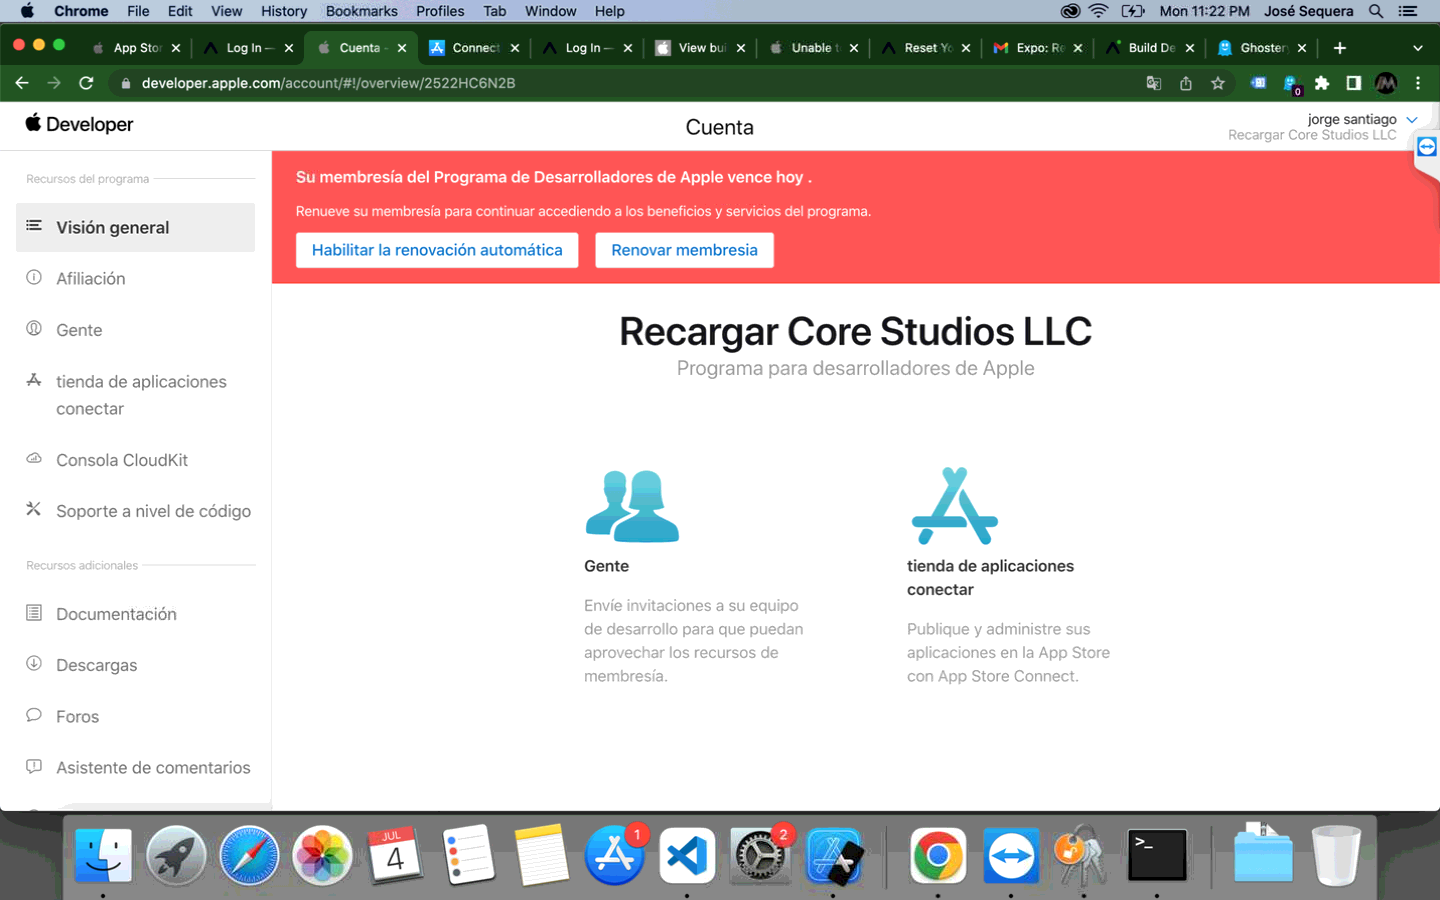 Chrome File Edit View History Bookmarks Profiles Tab Window Help Mon 11:22 PM José Sequera
App Stor Log In — Cuenta - Connect Log In — View bui Unable t Reset Yo Expo: Re Build De Ghoster
developer.apple.com/account/#!/overview/2522HC6N2B
0
Developer
Cuenta
jorge santiago
Recargar Core Studios LLC
Recursos del programa
Visión general
Afiliación
Gente
tienda de aplicaciones
conectar
Consola CloudKit
Soporte a nivel de código
Recursos adicionales
Documentación
Descargas
Foros
Asistente de comentarios
Su membresía del Programa de Desarrolladores de Apple vence hoy .
Renueve su membresía para continuar accediendo a los beneficios y servicios del programa.
Habilitar la renovación automática Renovar membresia
Recargar Core Studios LLC
Programa para desarrolladores de Apple
Gente
Envíe invitaciones a su equipo
de desarrollo para que puedan
aprovechar los recursos de
membresía.
tienda de aplicaciones
conectar
Publique y administre sus
aplicaciones en la App Store
con App Store Connect.
JUL
4
1
2
>_